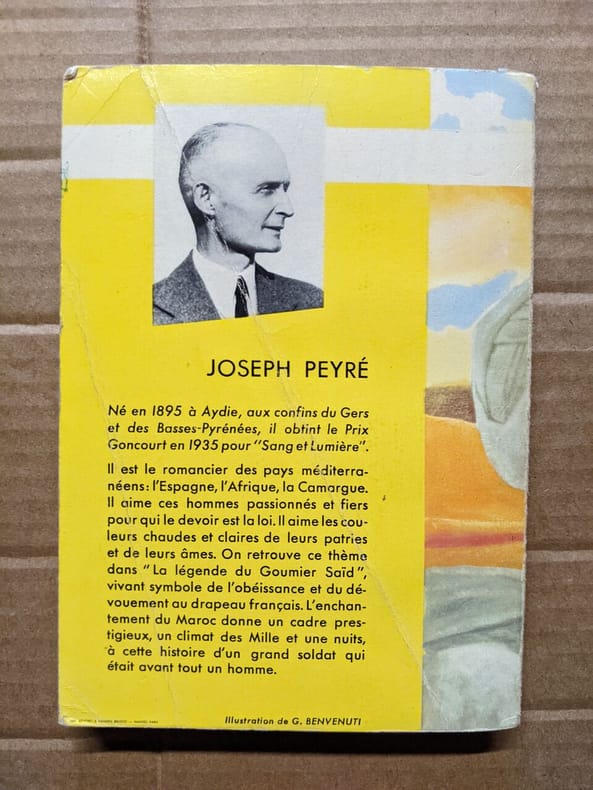 JOSEPH PEYRÉ
Né en 1895 à Aydie, aux confins du Gers
et des Basses-Pyrénées, il obtint le Prix
Goncourt en 1935 pour "Sang et Lumière".
Il est le romancier des pays méditerra-
néens: l'Espagne, l'Afrique, la Camargue.
Il aime ces hommes passionnés et fiers
pour qui le devoir est la loi. Il aime les cou-
leurs chaudes et claires de leurs patries
et de leurs âmes. On retrouve ce thème
dans "La légende du Goumier Saïd",
vivant symbole de l'obéissance et du dé-
vouement au drapeau français. L'enchan-
tement du Maroc donne un cadre pres-
tigieux, un climat des Mille et une nuits,
à cette histoire d'un grand soldat qui
était avant tout un homme.
Illustration de G. BENVENUTI